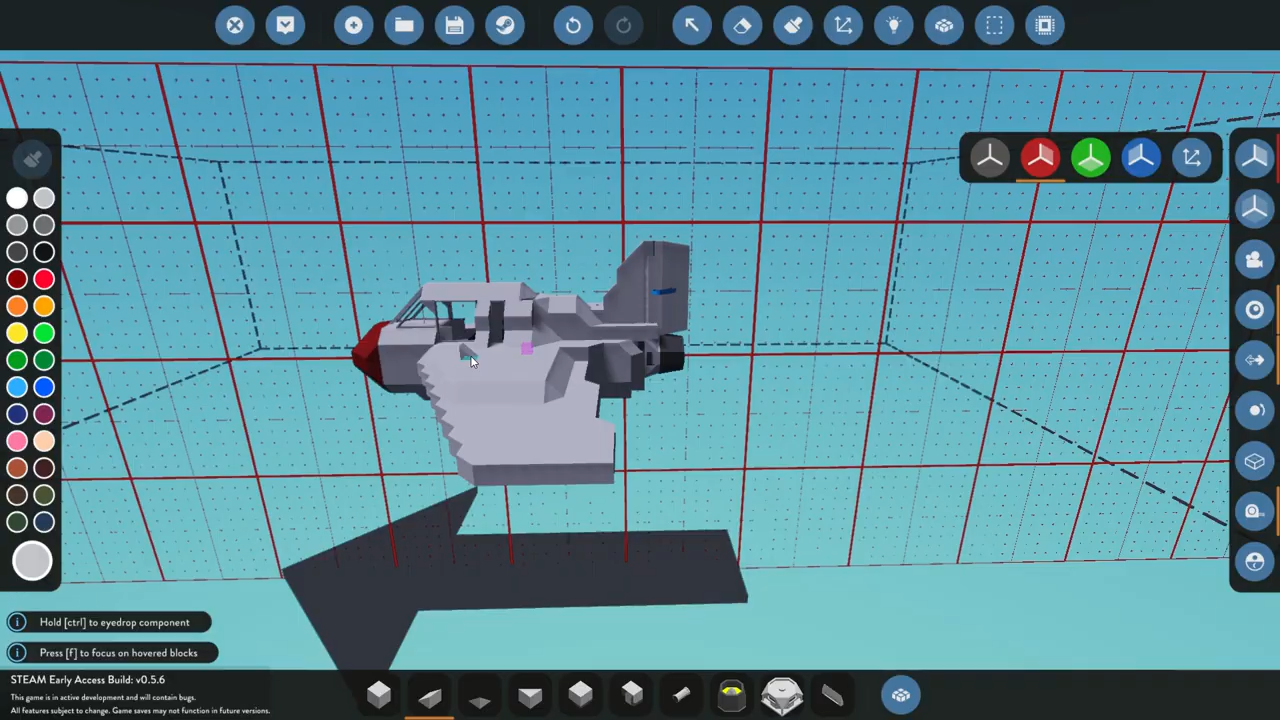 Hold [ctrl] to eyedrop component
Press [f] to focus on hovered blocks
STEAM Early Access Build: v0.5.6
This game is in active development and will contain bugs.
All features subject to change. Game saves may not function in future versions.